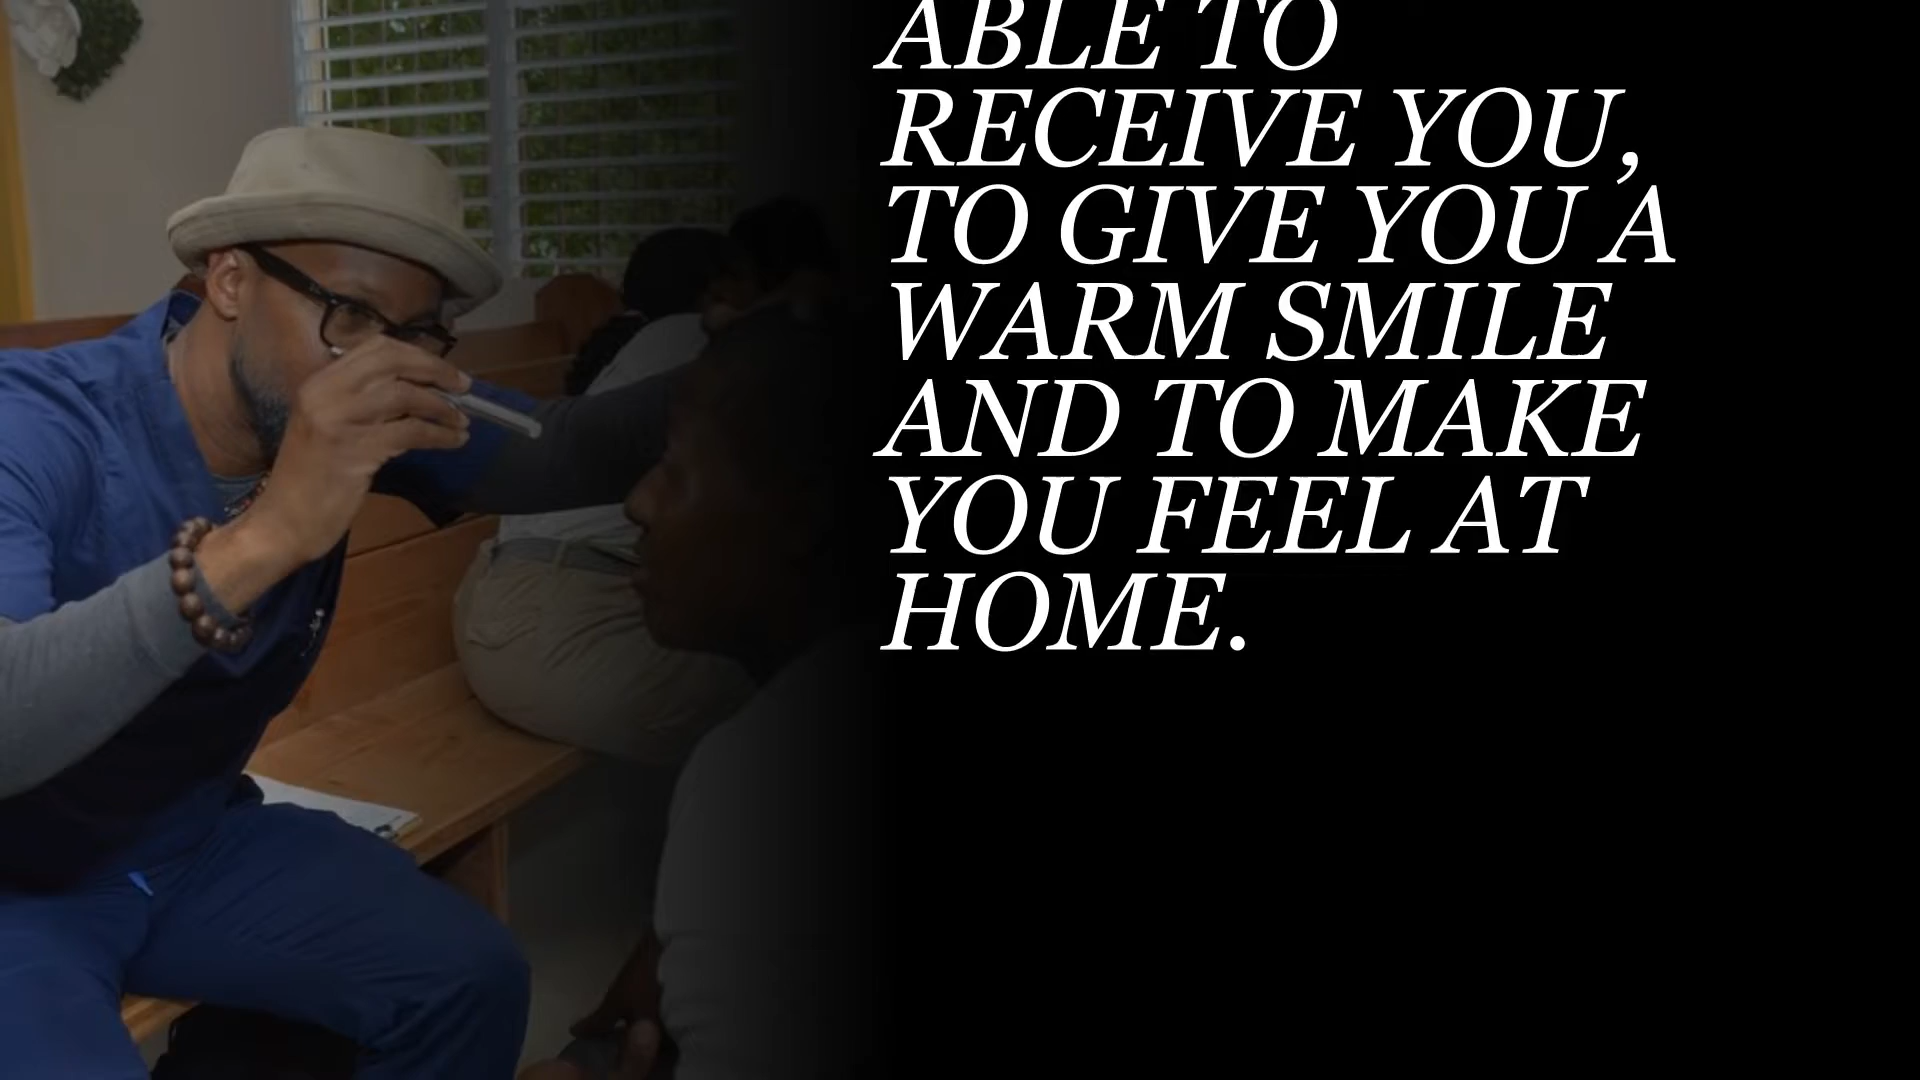 ABLE TO
RECEIVE YOU,
TO GIVE YOU A
WARM SMILE
AND TO MAKE
YOU FEEL AT
HOME.